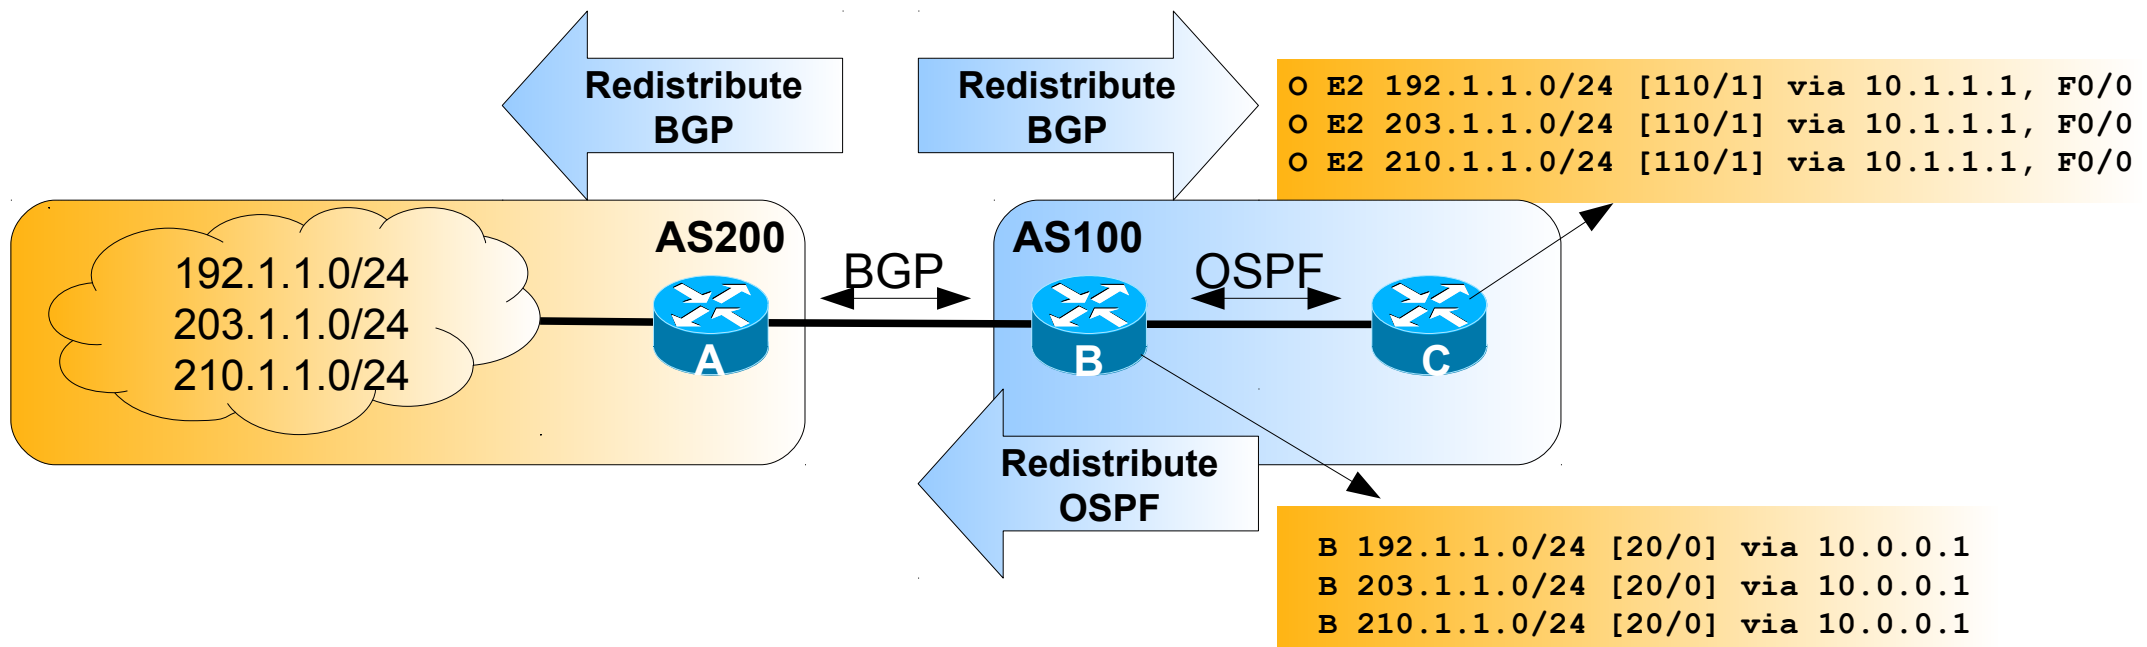 Redistribute
BGP
Redistribute
BGP
O E2 192.1.1.0/24 [110/1] via 10.1.1.1, F0/0
O E2 203.1.1.0/24 [110/1] via 10.1.1.1, F0/0
O E2 210.1.1.0/24 [110/1] via 10.1.1.1, F0/0
AS200
AS100
192.1.1.0/24
203.1.1.0/24
210.1.1.0/24
BGP
OSPF
A
B
C
Redistribute
OSPF
B 192.1.1.0/24 [20/0] via 10.0.0.1
B 203.1.1.0/24 [20/0] via 10.0.0.1
B 210.1.1.0/24 [20/0] via 10.0.0.1